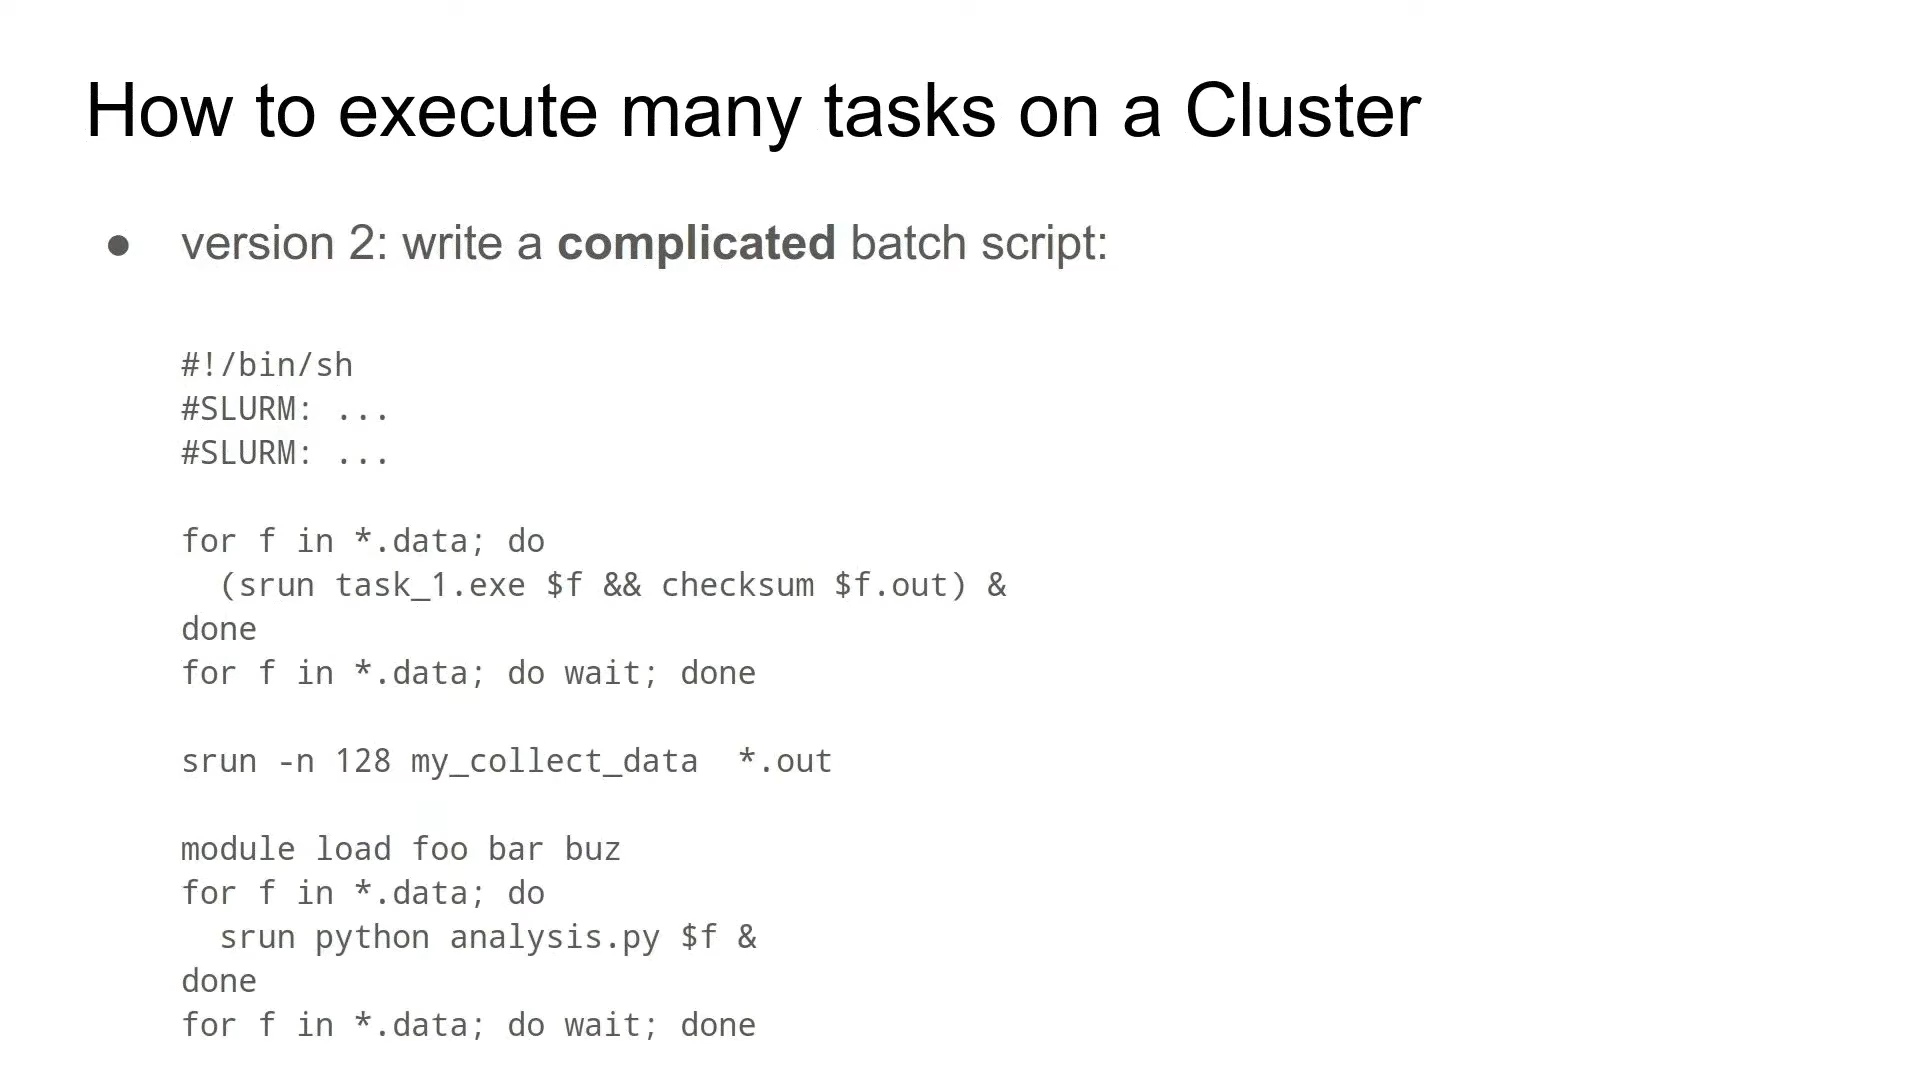 How to execute many tasks on a Cluster
● version 2: write a complicated batch script:
#!/bin/sh
#SLURM: ...
#SLURM: ...
for f in *.data; do
  (srun task_1.exe $f && checksum $f.out) &
done
for f in *.data; do wait; done
srun -n 128 my_collect_data  *.out
module load foo bar buz
for f in *.data; do
  srun python analysis.py $f &
done
for f in *.data; do wait; done